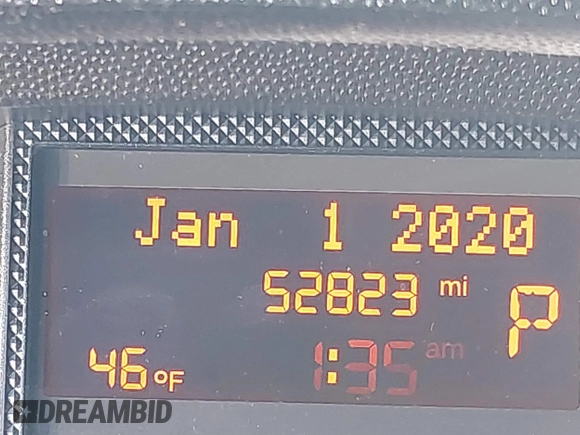 Jan 1 2020
52823 mi
P
46°F 1:35 am
DREAMBID